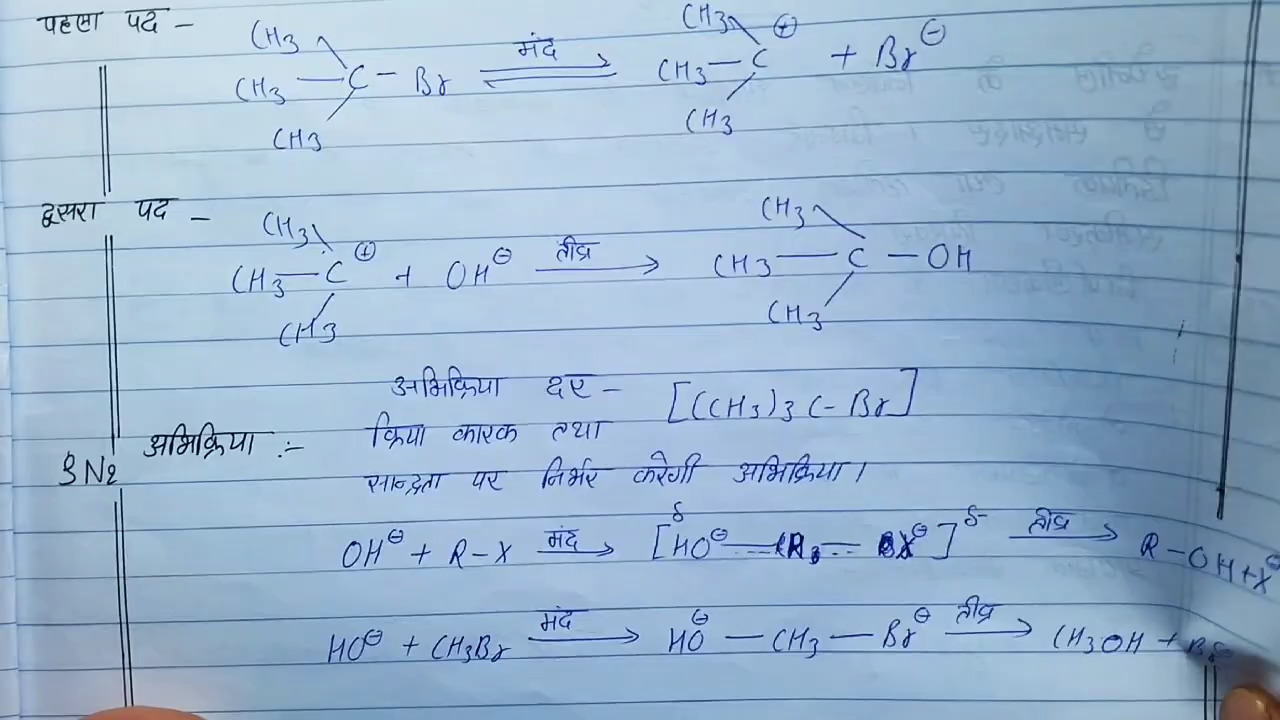 पहला पद –
CH3
CH3 — C – Br ⇌ मंद CH3 — C ⊕ + Br ⊖
CH3
CH3
CH3
दूसरा पद –
CH3
CH3 — C ⊕ + OH ⊖ तीव्र → CH3 — C – OH
CH3
CH3
CH3
अभिक्रिया दर – [(CH3)3 C – Br]
SN2 अभिक्रिया :– क्रिया कारक तथा
सान्द्रता पर निर्भर करेगी अभिक्रिया ।
OH⊖ + R – X मंद → [δ HO⊖ — R — X⊖] δ- तीव्र → R – OH + X⊖
HO⊖ + CH3Br मंद → HO⊖ — CH3 — Br⊖ तीव्र → CH3OH + Br